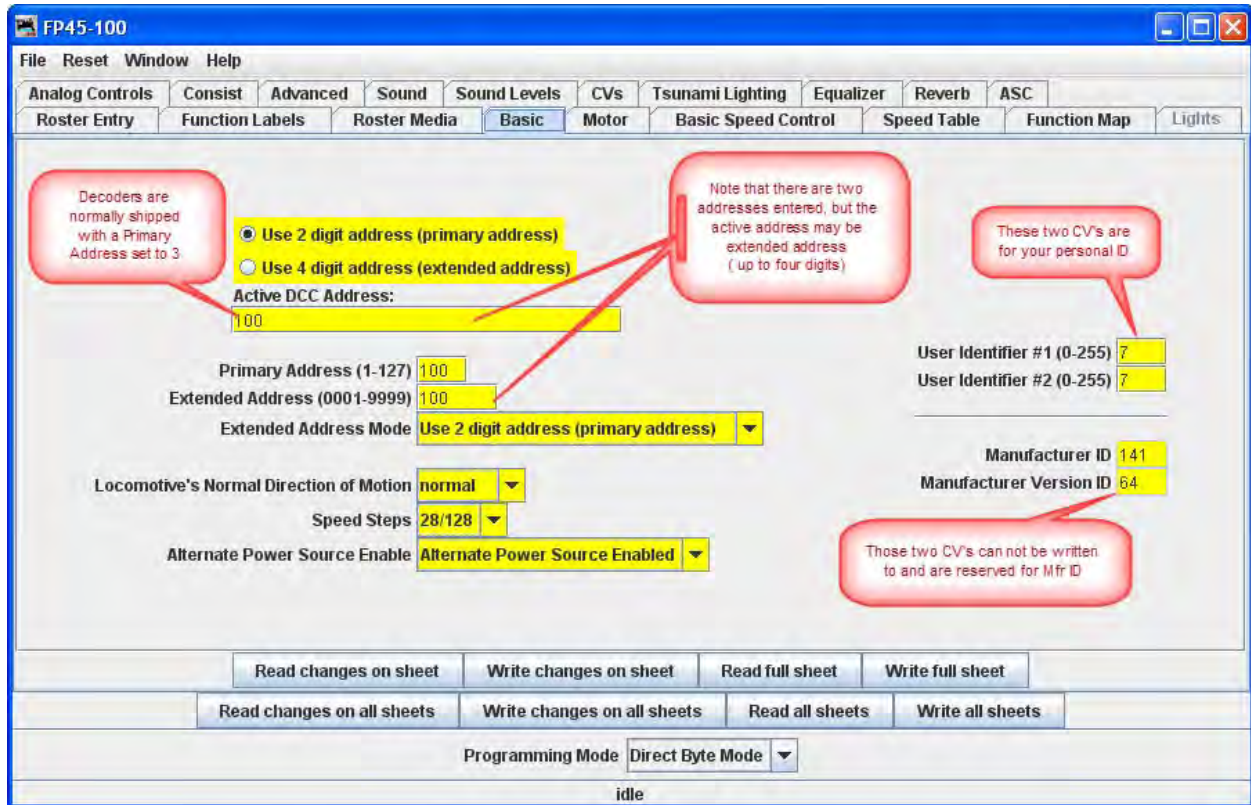 FP45-100
File Reset Window Help
Analog Controls Consist Advanced Sound Sound Levels CVs Tsunami Lighting Equalizer Reverb ASC
Roster Entry Function Labels Roster Media Basic Motor Basic Speed Control Speed Table Function Map Lights
Decoders are
normally shipped
with a Primary
Address set to 3
Use 2 digit address (primary address)
Use 4 digit address (extended address)
Active DCC Address:
100
Note that there are two
addresses entered, but the
active address may be
extended address
( up to four digits)
These two CV's are
for your personal ID
Primary Address (1-127) 100
Extended Address (0001-9999) 100
Extended Address Mode Use 2 digit address (primary address)
User Identifier #1 (0-255) 7
User Identifier #2 (0-255) 7
Manufacturer ID 141
Manufacturer Version ID 64
Locomotive's Normal Direction of Motion normal
Speed Steps 28/128
Alternate Power Source Enable Alternate Power Source Enabled
Those two CV's can not be written
to and are reserved for Mfr ID
Read changes on sheet Write changes on sheet Read full sheet Write full sheet
Read changes on all sheets Write changes on all sheets Read all sheets Write all sheets
Programming Mode Direct Byte Mode
idle